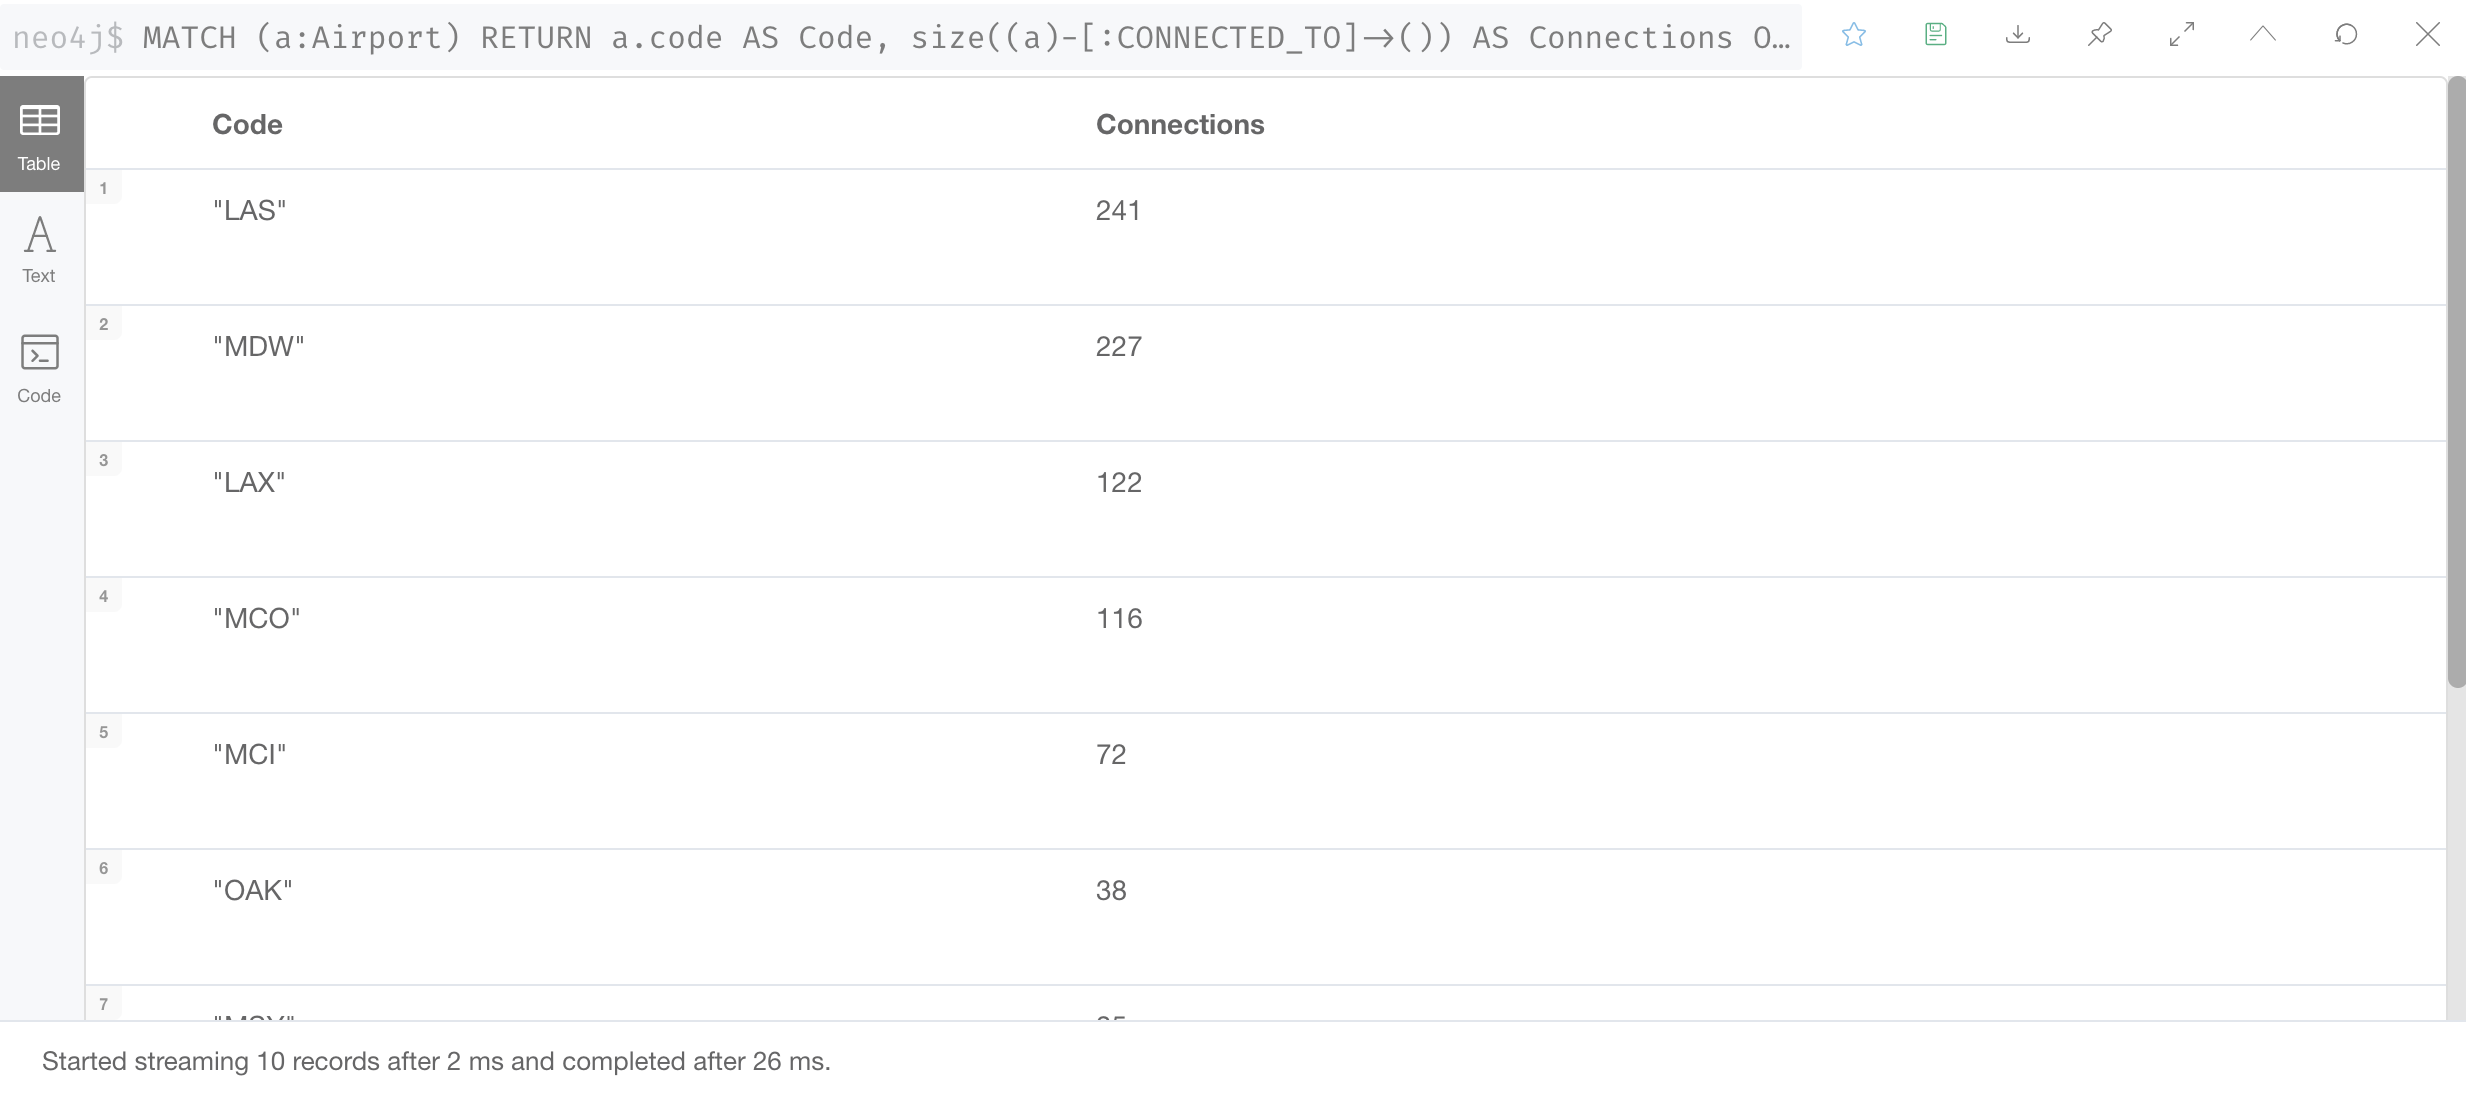 neo4j$ MATCH (a:Airport) RETURN a.code AS Code, size((a)-[:CONNECTED_TO]->()) AS Connections O…
Table
Text
Code
Code Connections
1 "LAS" 241
2 "MDW" 227
3 "LAX" 122
4 "MCO" 116
5 "MCI" 72
6 "OAK" 38
7
Started streaming 10 records after 2 ms and completed after 26 ms.